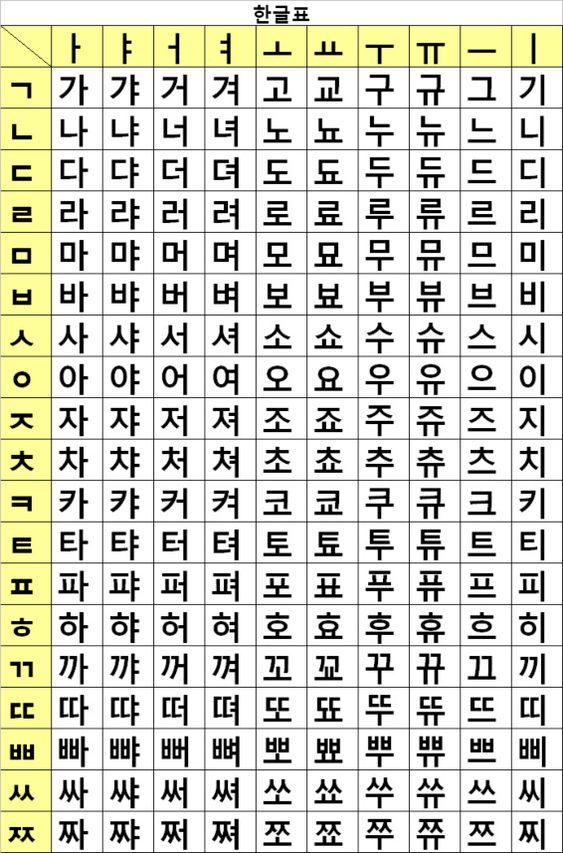 한글표
ㅏ ㅑ ㅓ ㅕ ㅗ ㅛ ㅜ ㅠ ㅡ ㅣ
ㄱ 가 갸 거 겨 고 교 구 규 그 기
ㄴ 나 냐 너 녀 노 뇨 누 뉴 느 니
ㄷ 다 댜 더 뎌 도 됴 두 듀 드 디
ㄹ 라 랴 러 려 로 료 루 류 르 리
ㅁ 마 먀 머 며 모 묘 무 뮤 므 미
ㅂ 바 뱌 버 벼 보 뵤 부 뷰 브 비
ㅅ 사 샤 서 셔 소 쇼 수 슈 스 시
ㅇ 아 야 어 여 오 요 우 유 으 이
ㅈ 자 쟈 저 져 조 죠 주 쥬 즈 지
ㅊ 차 챠 처 쳐 초 쵸 추 츄 츠 치
ㅋ 카 캬 커 켜 코 쿄 쿠 큐 크 키
ㅌ 타 탸 터 텨 토 툐 투 튜 트 티
ㅍ 파 퍄 퍼 펴 포 표 푸 퓨 프 피
ㅎ 하 햐 허 혀 호 효 후 휴 흐 히
ㄲ 까 꺄 꺼 껴 꼬 꾜 꾸 뀨 끄 끼
ㄸ 따 땨 떠 뗘 또 뚀 뚜 뜌 뜨 띠
ㅃ 빠 뺘 뻐 뼈 뽀 뾰 뿌 쀼 쁘 삐
ㅆ 싸 쌰 써 쎠 쏘 쑈 쑤 쓔 쓰 씨
ㅉ 짜 쨔 쩌 쪄 쪼 쬬 쭈 쮸 쯔 찌